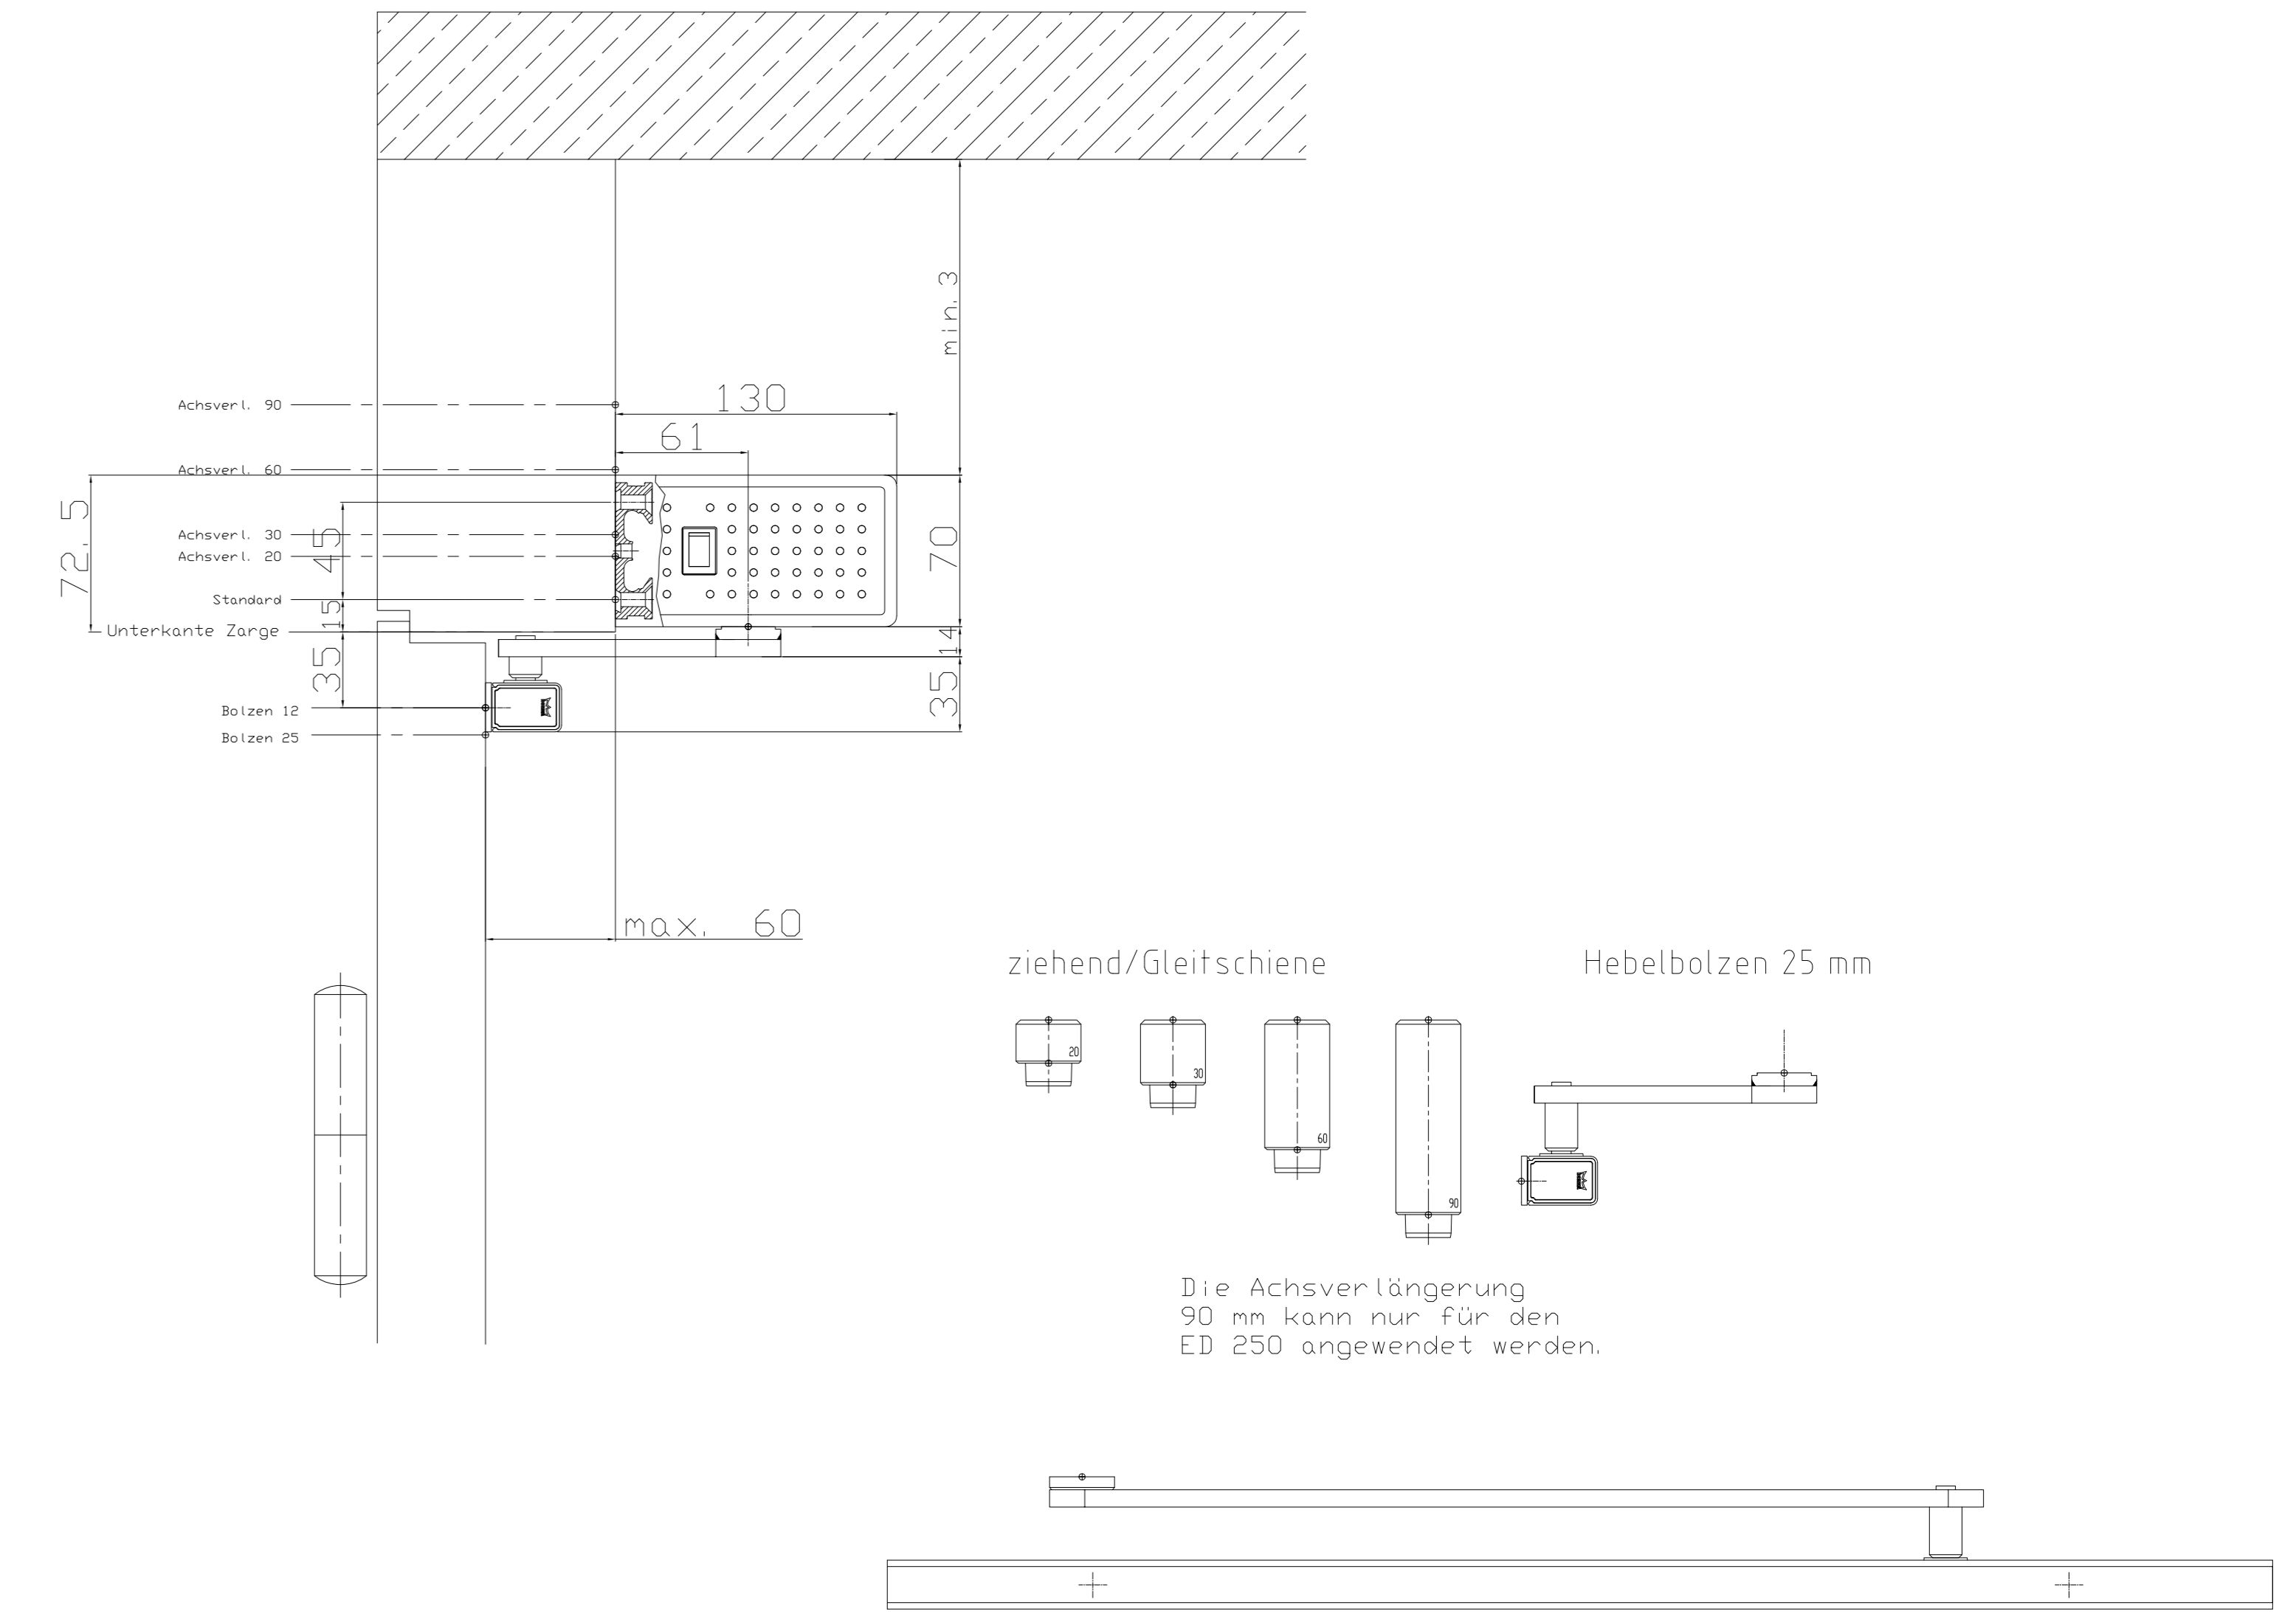 min. 3
Achsverl. 90
130
61
Achsverl. 60
72.5
Achsverl. 30
45
70
Achsverl. 20
Standard
15
Unterkante Zarge
14
35
35
Bolzen 12
Bolzen 25
max. 60
ziehend/Gleitschiene
Hebelbolzen 25 mm
20
30
60
90
Die Achsverlängerung
90 mm kann nur für den
ED 250 angewendet werden.